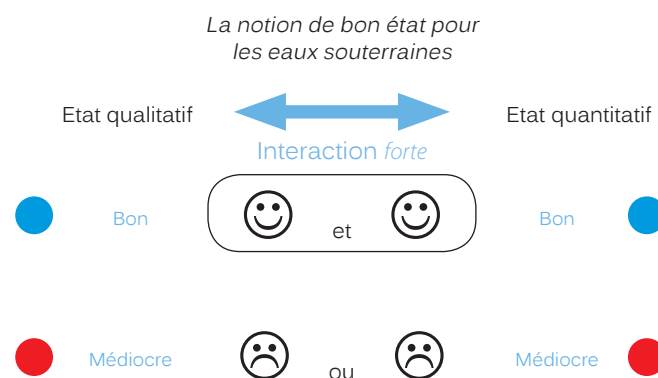 La notion de bon état pour
les eaux souterraines
Etat qualitatif
Etat quantitatif
Interaction forte
Bon
et
Bon
Médiocre
ou
Médiocre